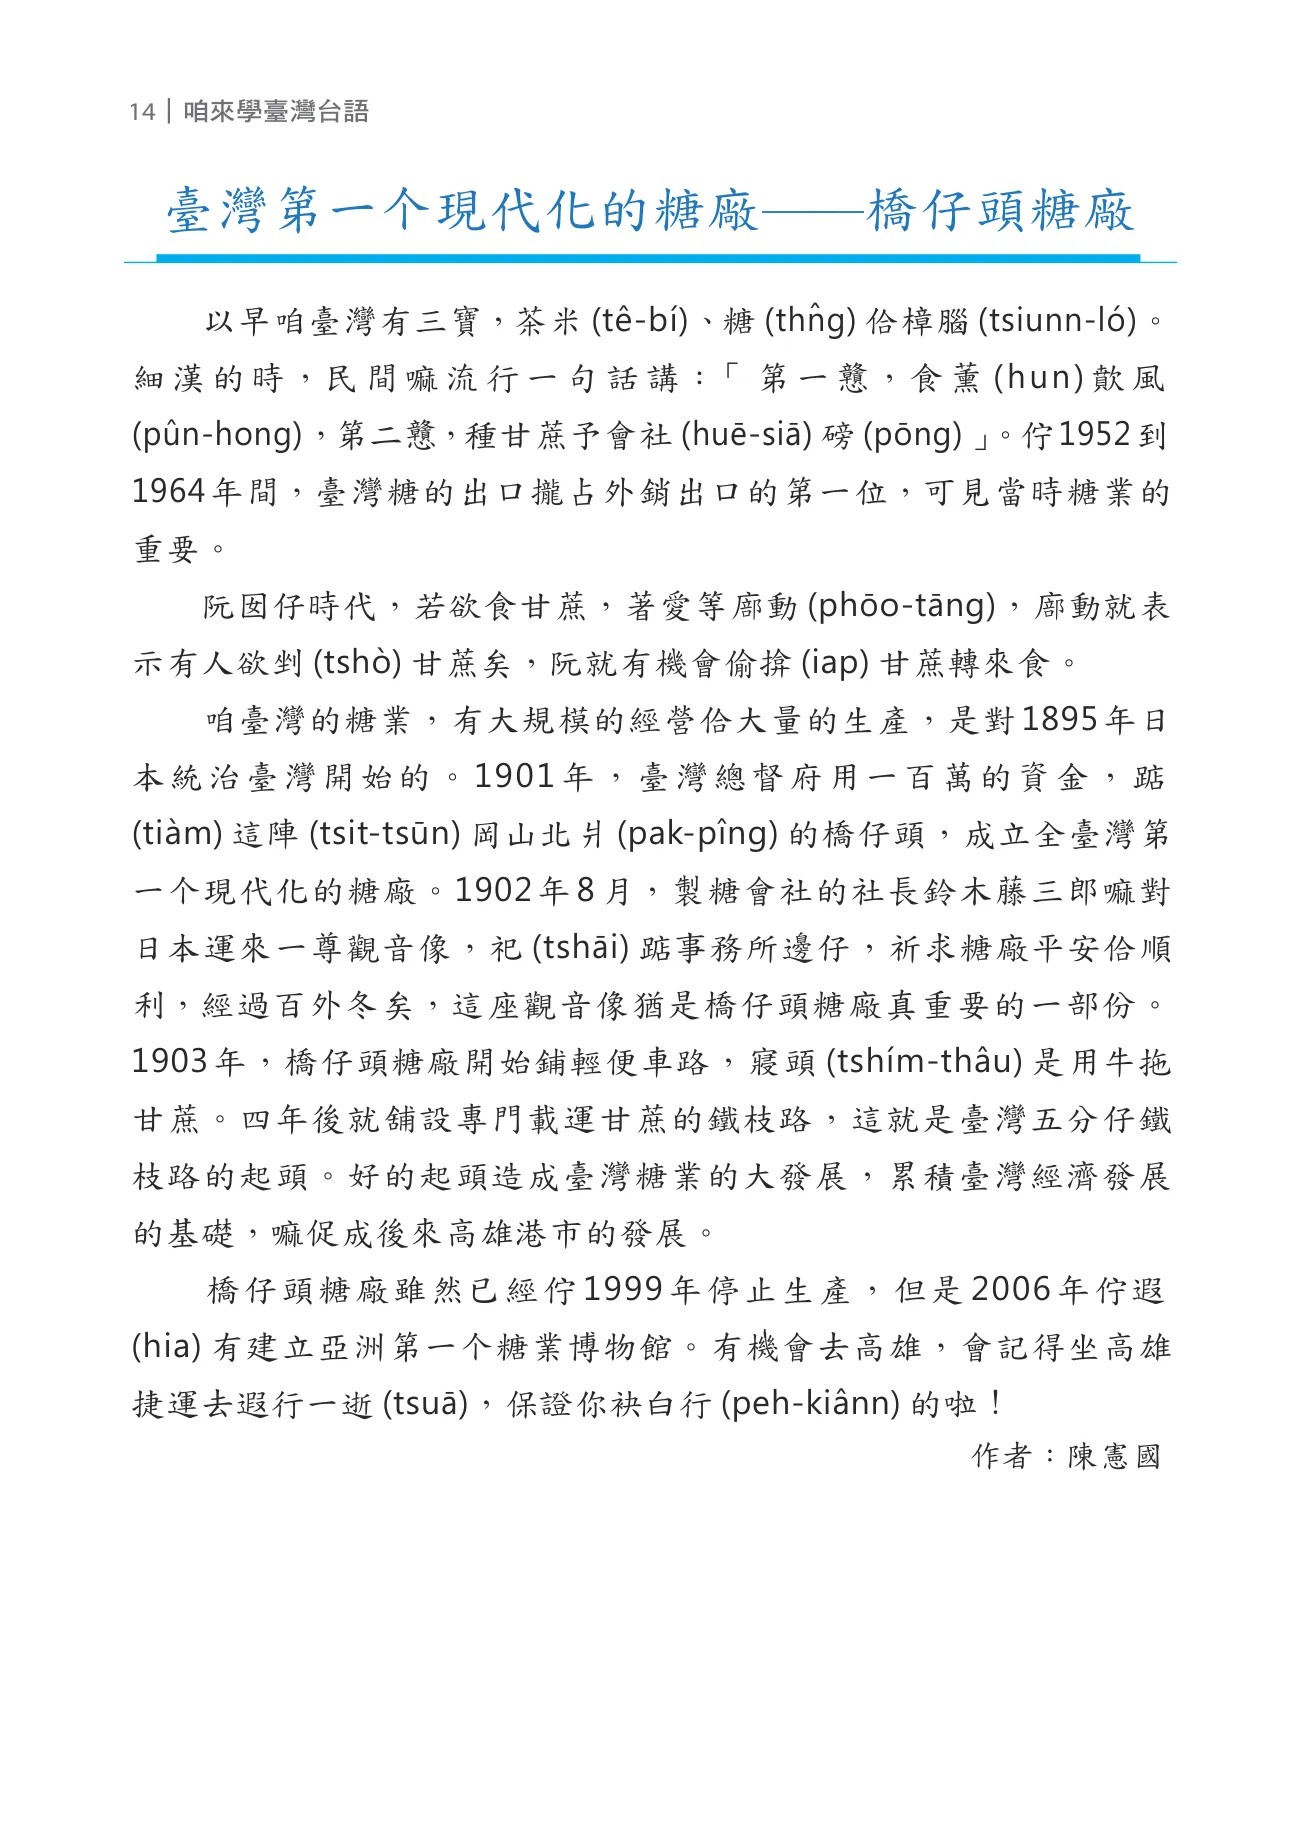 14｜咱來學臺灣台語
臺灣第一个現代化的糖廠——橋仔頭糖廠
以早咱臺灣有三寶，茶米 (tê-bí)、糖 (thn̂g) 佮樟腦 (tsiunn-ló)。
細漢的時，民間嘛流行一句話講：「第一戇，食薰 (hun) 歕風
(pûn-hong)，第二戇，種甘蔗予會社 (huē-siā) 磅 (pōng) 」。佇1952到
1964年間，臺灣糖的出口攏占外銷出口的第一位，可見當時糖業的
重要。
阮囡仔時代，若欲食甘蔗，著愛等廍動 (phōo-tāng)，廍動就表
示有人欲剉 (tshò) 甘蔗矣，阮就有機會偷揜 (iap) 甘蔗轉來食。
咱臺灣的糖業，有大規模的經營佮大量的生產，是對1895年日
本統治臺灣開始的。1901年，臺灣總督府用一百萬的資金，踮
(tiàm) 這陣 (tsit-tsūn) 岡山北爿 (pak-pîng) 的橋仔頭，成立全臺灣第
一个現代化的糖廠。1902年8月，製糖會社的社長鈴木藤三郎嘛對
日本運來一尊觀音像，祀 (tshāi) 踮事務所邊仔，祈求糖廠平安佮順
利，經過百外冬矣，這座觀音像猶是橋仔頭糖廠真重要的一部份。
1903年，橋仔頭糖廠開始鋪輕便車路，寢頭 (tshím-thâu) 是用牛拖
甘蔗。四年後就舖設專門載運甘蔗的鐵枝路，這就是臺灣五分仔鐵
枝路的起頭。好的起頭造成臺灣糖業的大發展，累積臺灣經濟發展
的基礎，嘛促成後來高雄港市的發展。
橋仔頭糖廠雖然已經佇1999年停止生產，但是2006年佇遐
(hia) 有建立亞洲第一个糖業博物館。有機會去高雄，會記得坐高雄
捷運去遐行一逝 (tsuā)，保證你袂白行 (peh-kiânn) 的啦！
作者：陳憲國